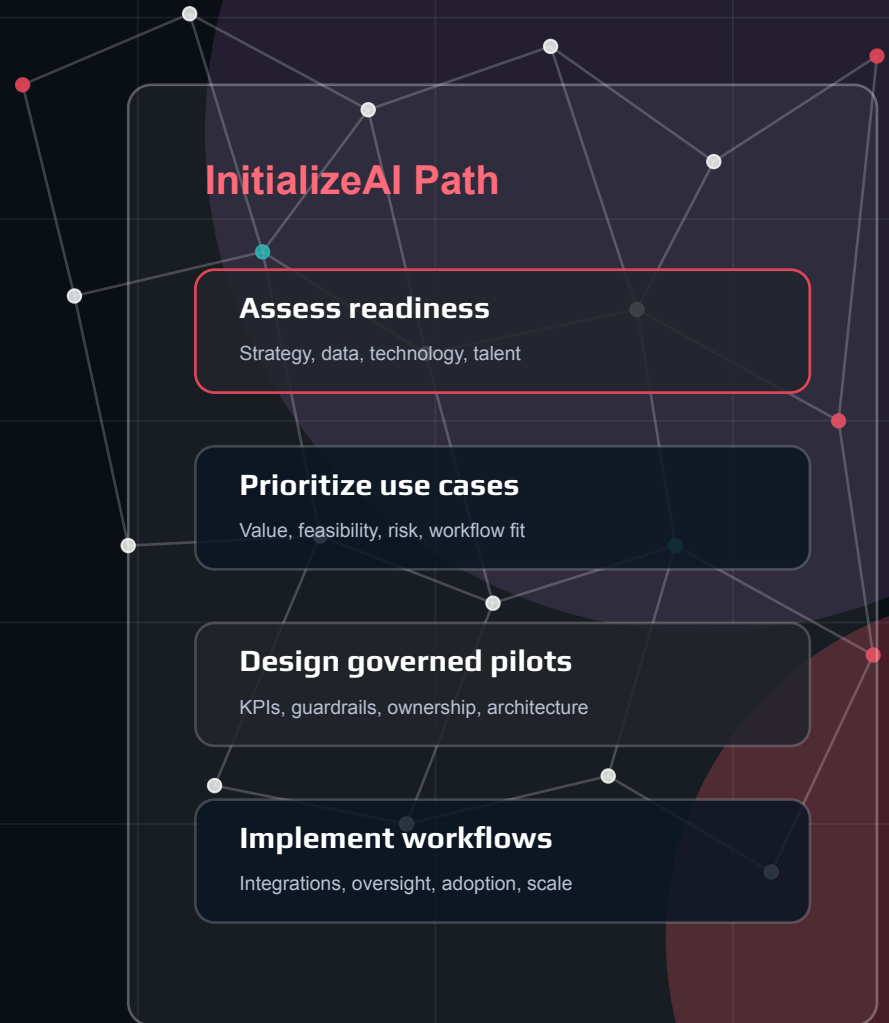 InitializeAI Path
Assess readiness
Strategy, data, technology, talent
Prioritize use cases
Value, feasibility, risk, workflow fit
Design governed pilots
KPIs, guardrails, ownership, architecture
Implement workflows
Integrations, oversight, adoption, scale